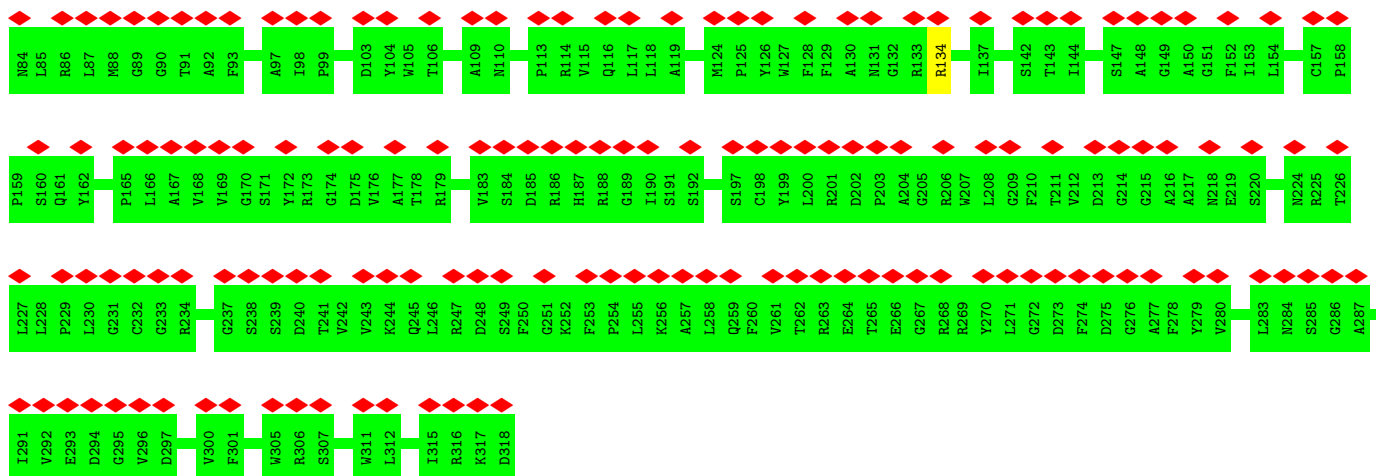 N84 L85 R86 L87 M88 G89 G90 T91 A92 F93 A97 I98 P99 D103 Y104 W105 T106 A109 N110 P113 R114 V115 Q116 L117 L118 A119 M124 P125 Y126 W127 F128 F129 A130 N131 G132 R133 R134 I137 S142 T143 I144 S147 A148 G149 A150 G151 F152 I153 L154 C157 P158
P159 S160 Q161 Y162 P165 L166 A167 V168 V169 G170 S171 Y172 R173 G174 D175 V176 A177 T178 R179 V183 S184 D185 R186 H187 R188 G189 I190 S191 S192 S197 C198 Y199 L200 R201 D202 P203 A204 G205 R206 W207 L208 G209 F210 T211 V212 D213 G214 G215 A216 A217 N218 E219 S220 N224 R225 T226
L227 L228 P229 L230 G231 C232 G233 R234 G237 S238 S239 D240 T241 V242 V243 K244 Q245 L246 R247 D248 S249 F250 G251 K252 F253 P254 L255 K256 A257 L258 Q259 F260 V261 T262 R263 E264 T265 E266 G267 R268 R269 Y270 L271 G272 D273 F274 D275 G276 A277 F278 Y279 V280 L283 N284 S285 G286 A287
I291 V292 E293 D294 G295 V296 D297 V300 F301 W305 R306 S307 W311 L312 I315 R316 K317 D318